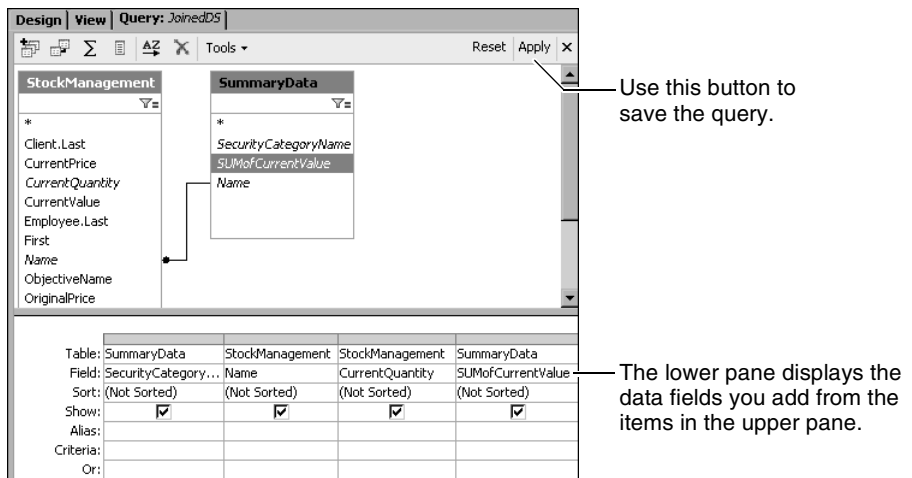 Design | View | Query: JoinedDS
Tools Reset Apply
StockManagement SummaryData
* *
Client.Last SecurityCategoryName
CurrentPrice SUMofCurrentValue
CurrentQuantity Name
CurrentValue
Employee.Last
First
Name
ObjectiveName
OriginalPrice
Use this button to
save the query.
Table: SummaryData StockManagement StockManagement SummaryData
Field: SecurityCategory... Name CurrentQuantity SUMofCurrentValue
Sort: (Not Sorted) (Not Sorted) (Not Sorted) (Not Sorted)
Show:
Alias:
Criteria:
Or:
The lower pane displays the
data fields you add from the
items in the upper pane.